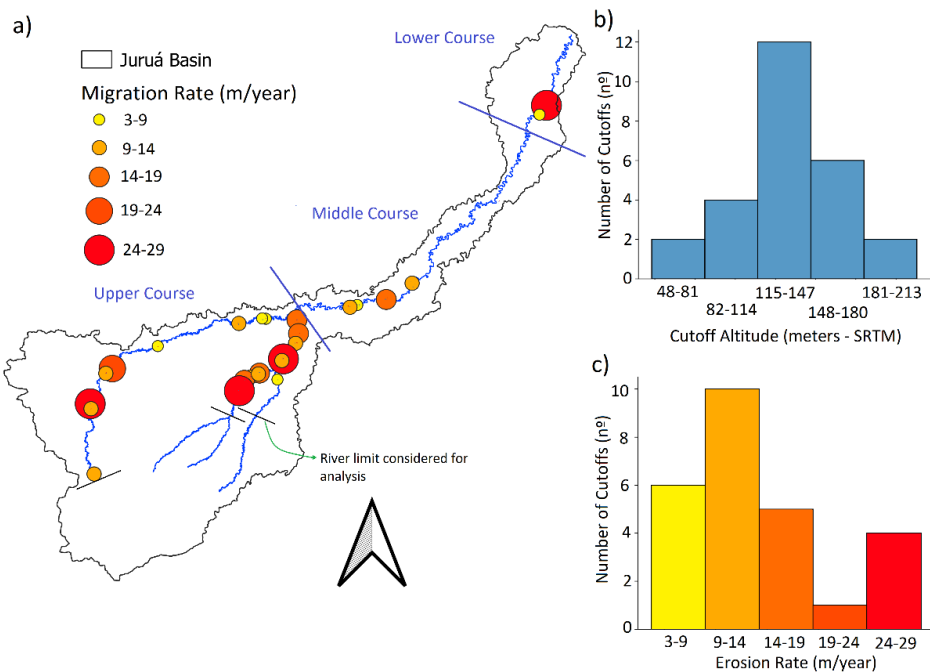 a)
Juruá Basin
Migration Rate (m/year)
3-9
9-14
14-19
19-24
24-29
Lower Course
Middle Course
Upper Course
River limit considered for
analysis
b)
Number of Cutoffs (nº)
12
10
8
6
4
2
0
48-81
82-114
115-147
148-180
181-213
Cutoff Altitude (meters - SRTM)
c)
Number of Cutoffs (nº)
10
8
6
4
2
0
3-9
9-14
14-19
19-24
24-29
Erosion Rate (m/year)